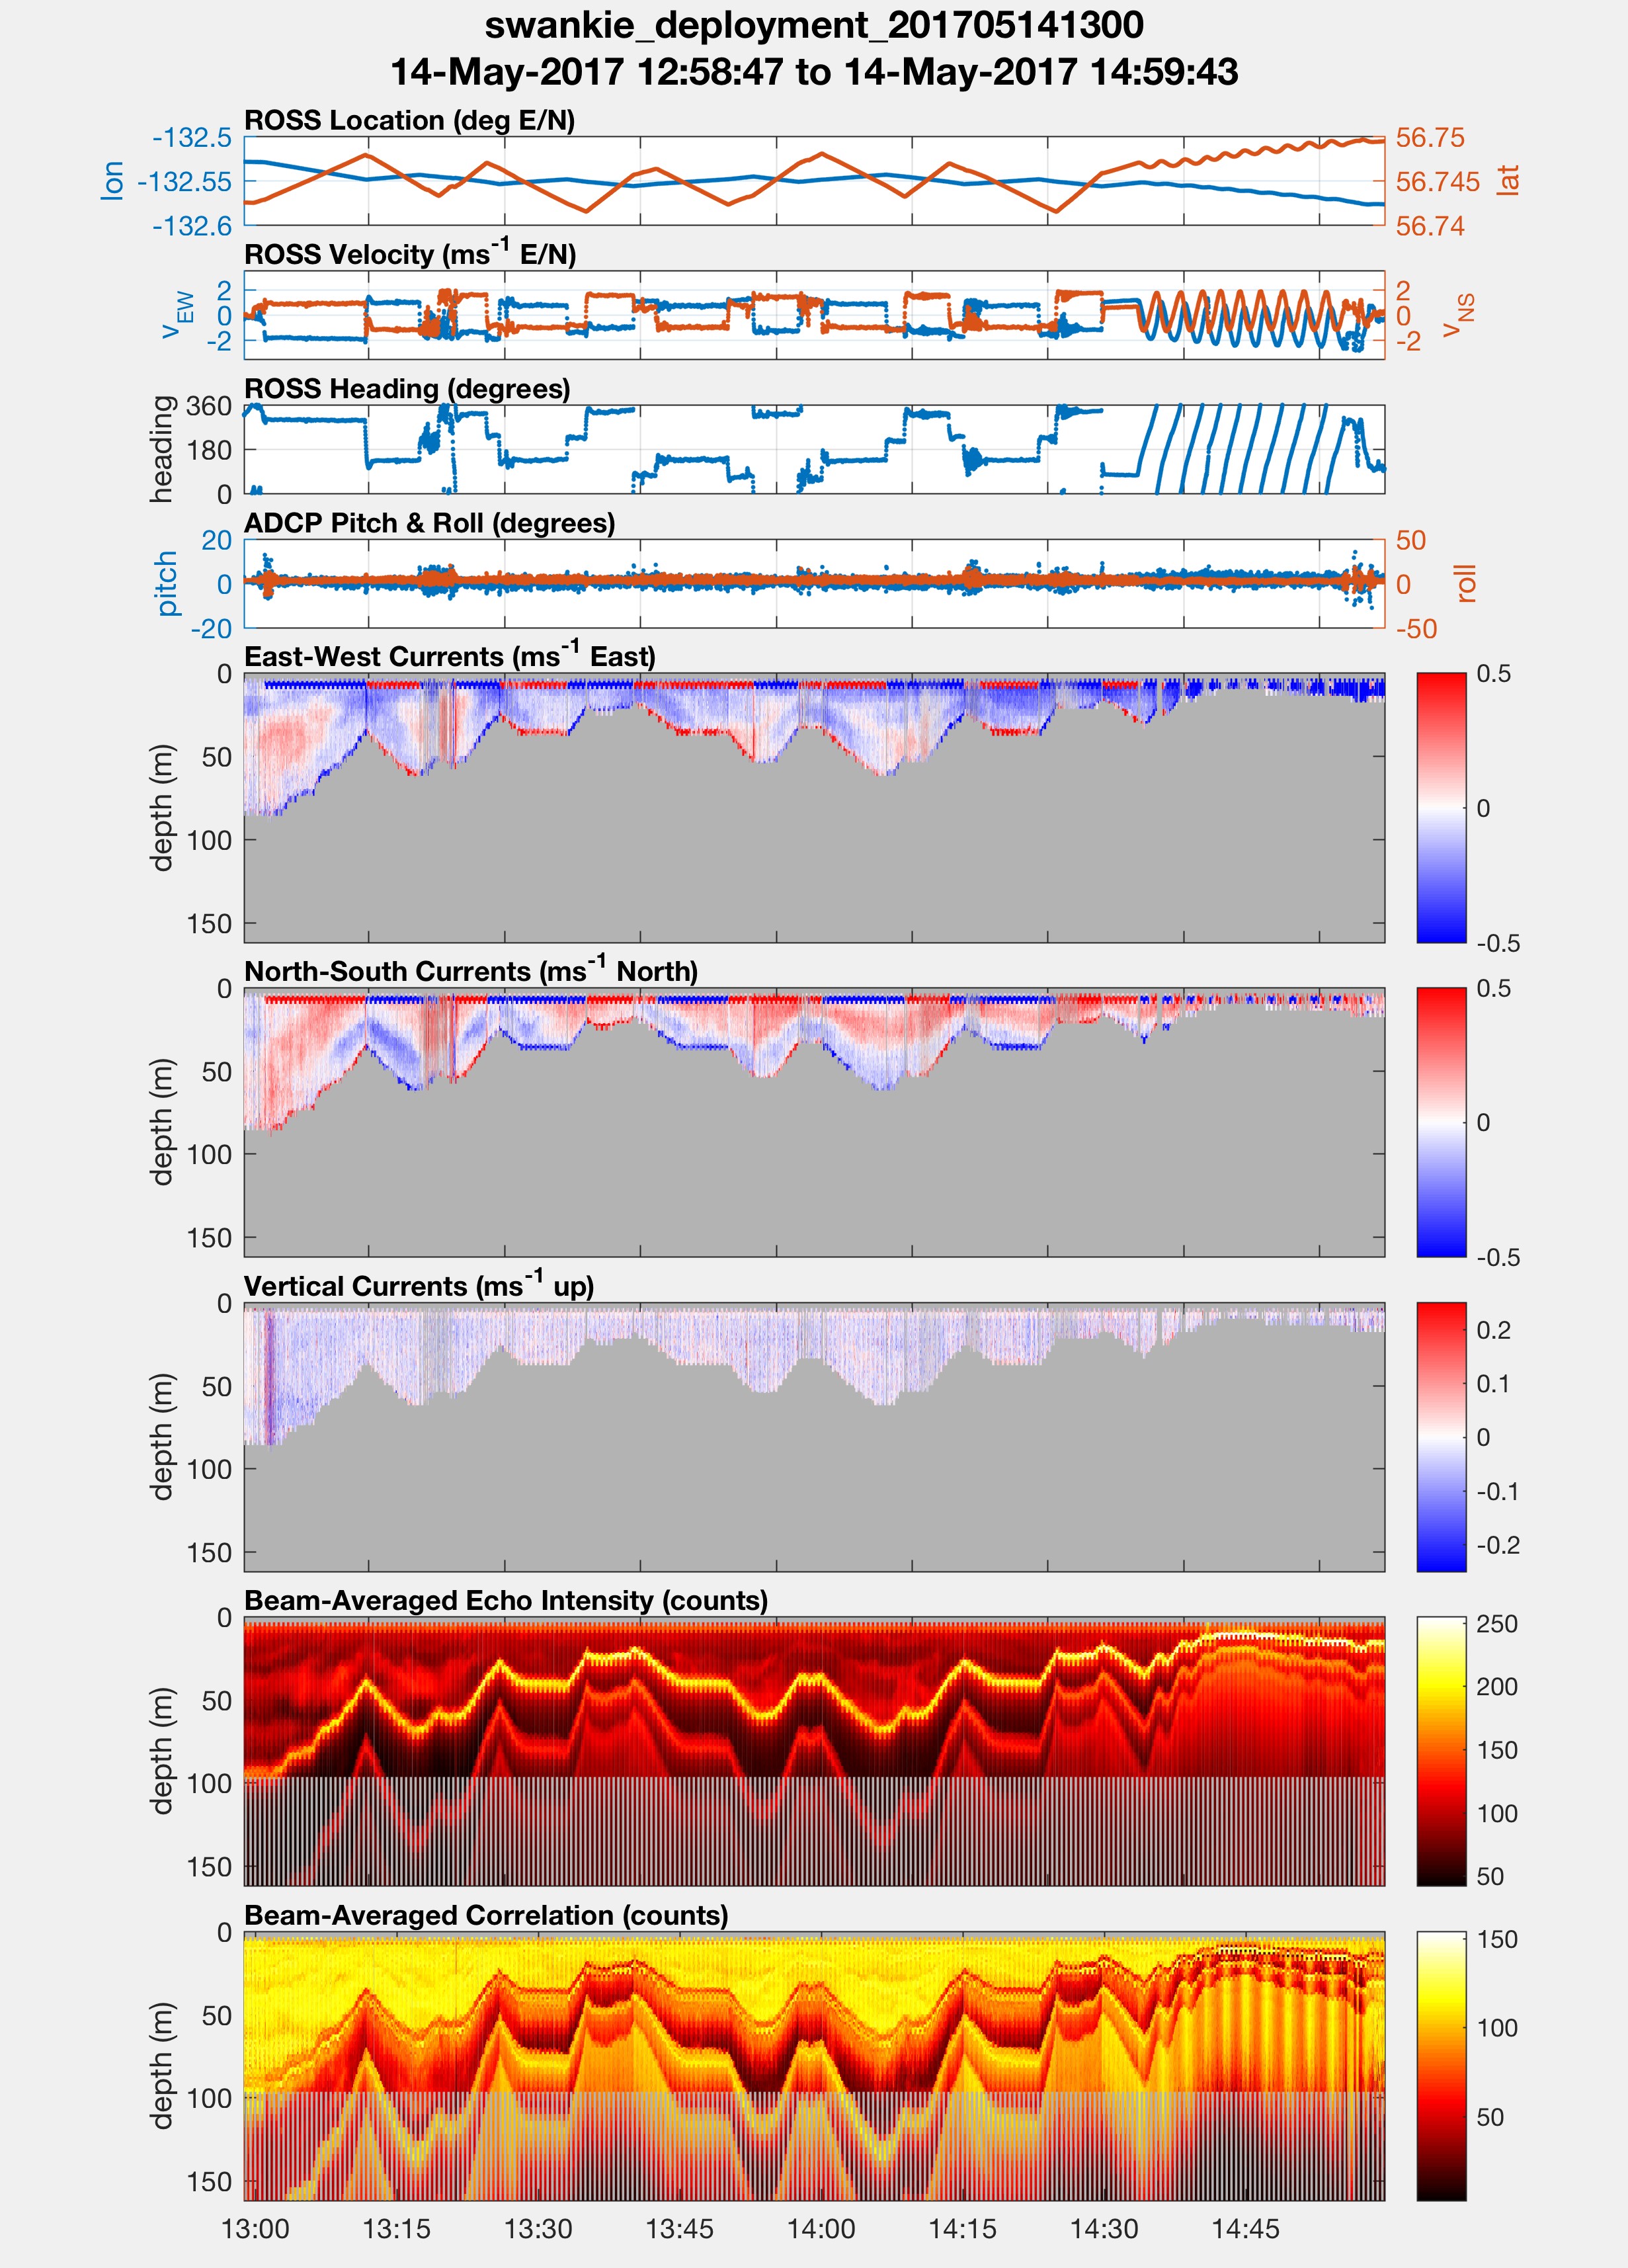 swankie_deployment_201705141300
14-May-2017 12:58:47 to 14-May-2017 14:59:43
ROSS Location (deg E/N)
-132.5
-132.55
-132.6
lon
56.75
56.745
56.74
lat
ROSS Velocity (ms-1 E/N)
2
0
-2
vEW
2
0
-2
vNS
ROSS Heading (degrees)
360
180
0
heading
ADCP Pitch & Roll (degrees)
20
0
-20
pitch
50
0
-50
roll
East-West Currents (ms-1 East)
0
50
100
150
depth (m)
0.5
0
-0.5
North-South Currents (ms-1 North)
0
50
100
150
depth (m)
0.5
0
-0.5
Vertical Currents (ms-1 up)
0
50
100
150
depth (m)
0.2
0.1
0
-0.1
-0.2
Beam-Averaged Echo Intensity (counts)
0
50
100
150
depth (m)
250
200
150
100
50
Beam-Averaged Correlation (counts)
0
50
100
150
depth (m)
150
100
50
13:00 13:15 13:30 13:45 14:00 14:15 14:30 14:45